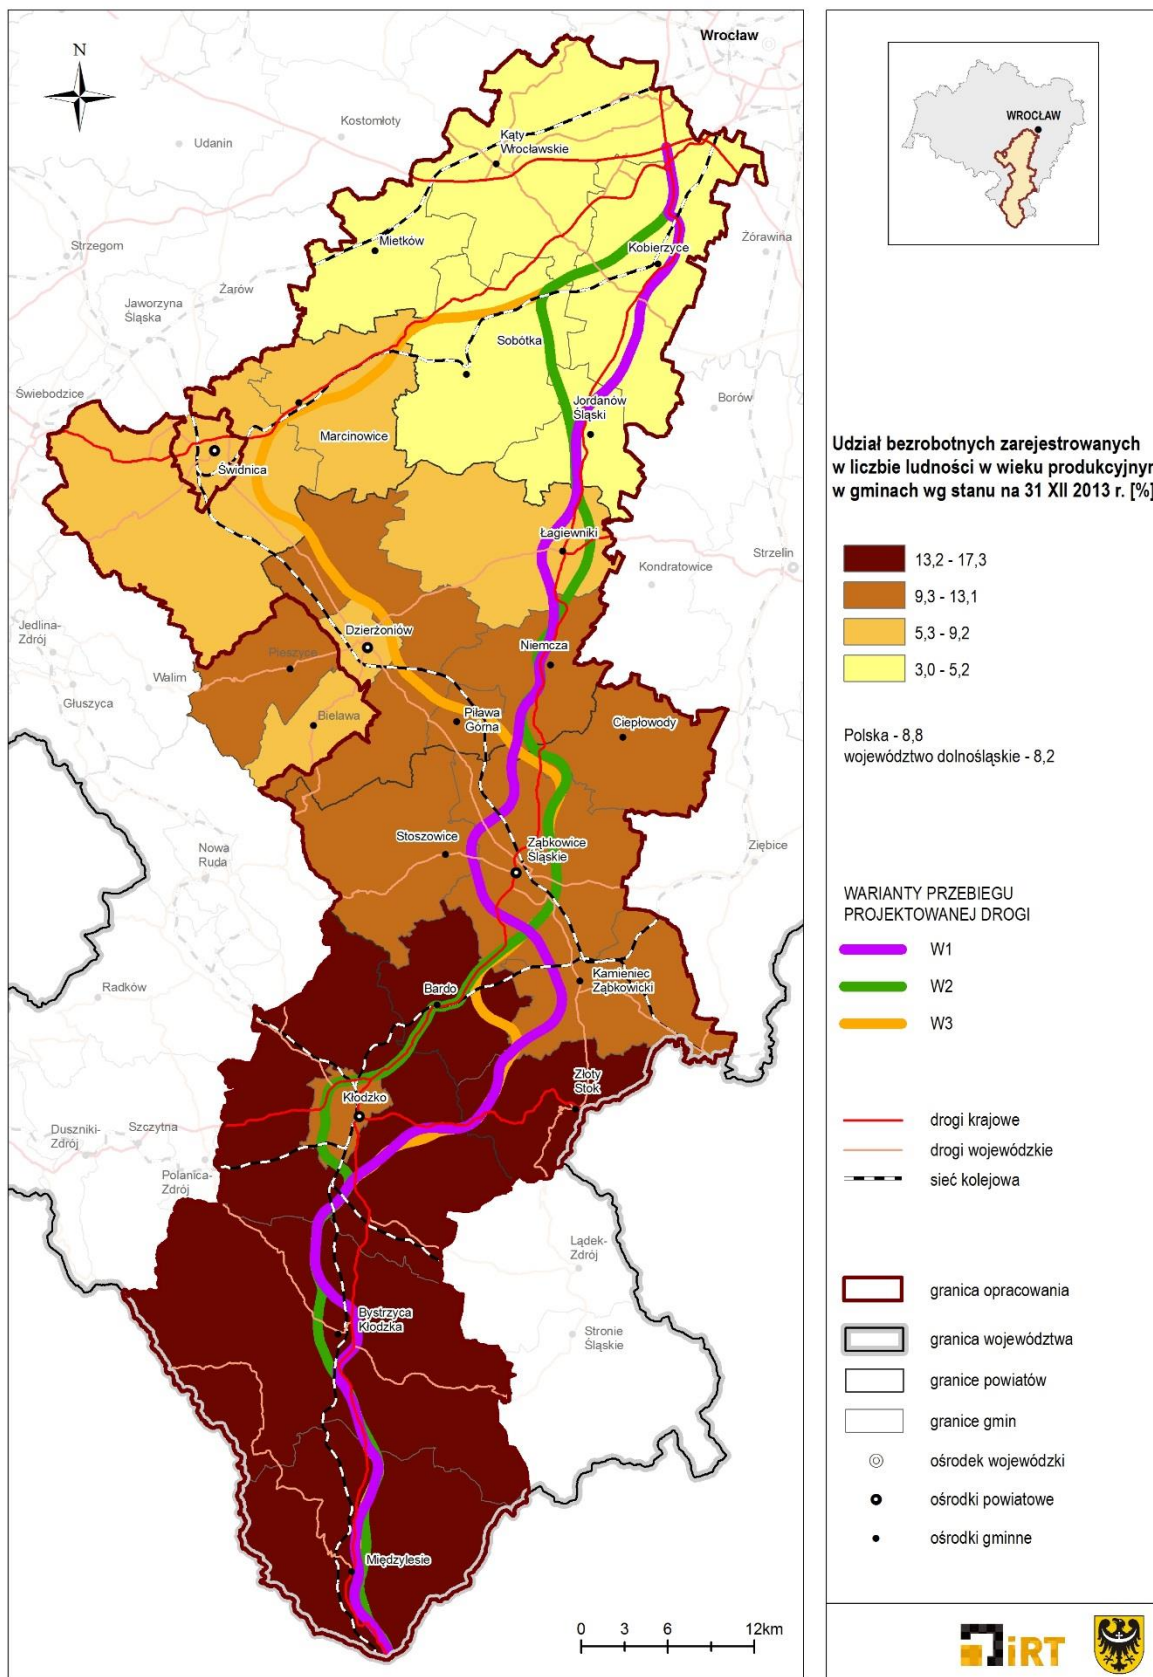 N
Wrocław
Kostomłoty
Udanin
Kąty
Wrocławskie
Strzegom
Mietków
Kobierzyce
Żórawina
Żarów
Jaworzyna
Śląska
Sobótka
Świebodzice
Borów
Jordanów
Śląski
Marcinowice
Świdnica
Łagiewniki
Strzelin
Kondratowice
Jedlina-
Zdrój
Dzierżoniów
Niemcza
Pieszyce
Walim
Głuszyca
Bielawa
Piława
Górna
Ciepłowody
Nowa
Ruda
Stoszowice
Ząbkowice
Śląskie
Ziębice
Radków
Bardo
Kamieniec
Ząbkowicki
Złoty
Stok
Kłodzko
Duszniki-
Zdrój
Szczytna
Polanica-
Zdrój
Lądek-
Zdrój
Bystrzyca
Kłodzka
Stronie
Śląskie
Międzylesie
0 3 6 12km
WROCŁAW
Udział bezrobotnych zarejestrowanych
w liczbie ludności w wieku produkcyjnym
w gminach wg stanu na 31 XII 2013 r. [%]
13,2 - 17,3
9,3 - 13,1
5,3 - 9,2
3,0 - 5,2
Polska - 8,8
województwo dolnośląskie - 8,2
WARIANTY PRZEBIEGU
PROJEKTOWANEJ DROGI
W1
W2
W3
drogi krajowe
drogi wojewódzkie
sieć kolejowa
granica opracowania
granica województwa
granice powiatów
granice gmin
ośrodek wojewódzki
ośrodki powiatowe
ośrodki gminne
iRT